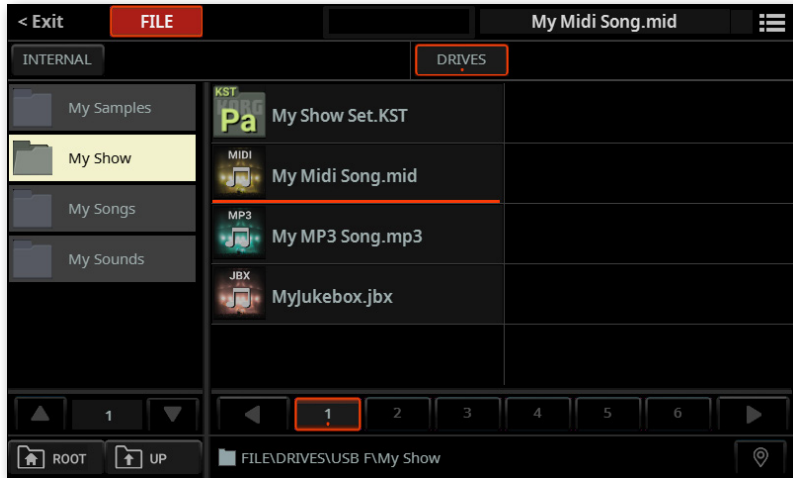 < Exit FILE My Midi Song.mid
INTERNAL DRIVES
My Samples
My Show
My Songs
My Sounds
KST
KORG
Pa
My Show Set.KST
MIDI
My Midi Song.mid
MP3
My MP3 Song.mp3
JBX
MyJukebox.jbx
1
1 2 3 4 5 6
ROOT UP
FILE\DRIVES\USB F\My Show